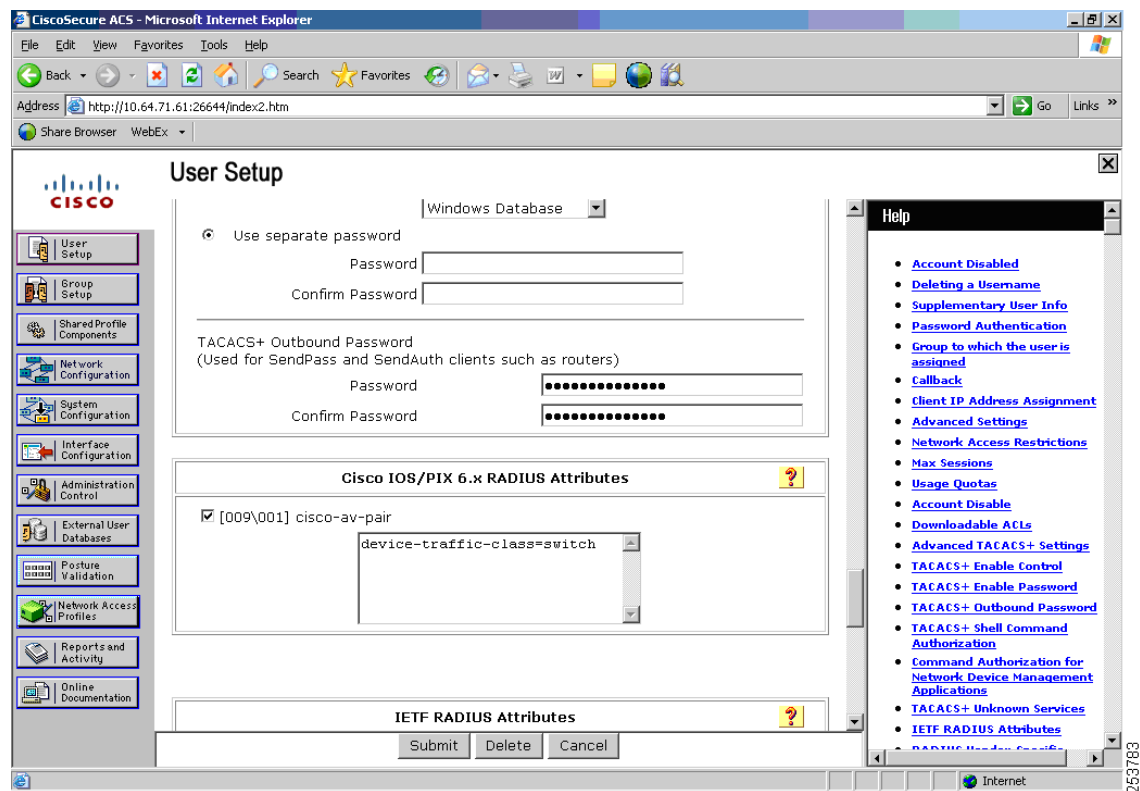 CiscoSecure ACS - Microsoft Internet Explorer
File Edit View Favorites Tools Help
Back Search Favorites
Address http://10.64.71.61:26644/index2.htm Go Links »
Share Browser WebEx
CISCO
User Setup
User
Setup
Group
Setup
Shared Profile
Components
Network
Configuration
System
Configuration
Interface
Configuration
Administration
Control
External User
Databases
Posture
Validation
Network Access
Profiles
Reports and
Activity
Online
Documentation
Windows Database
Use separate password
Password
Confirm Password
TACACS+ Outbound Password
(Used for SendPass and SendAuth clients such as routers)
Password ••••••••••••••
Confirm Password ••••••••••••••
Cisco IOS/PIX 6.x RADIUS Attributes ?
[009\001] cisco-av-pair
device-traffic-class=switch
IETF RADIUS Attributes ?
Submit Delete Cancel
Help
Account Disabled
Deleting a Username
Supplementary User Info
Password Authentication
Group to which the user is
assigned
Callback
Client IP Address Assignment
Advanced Settings
Network Access Restrictions
Max Sessions
Usage Quotas
Account Disable
Downloadable ACLs
Advanced TACACS+ Settings
TACACS+ Enable Control
TACACS+ Enable Password
TACACS+ Outbound Password
TACACS+ Shell Command
Authorization
Command Authorization for
Network Device Management
Applications
TACACS+ Unknown Services
IETF RADIUS Attributes
Internet
253783